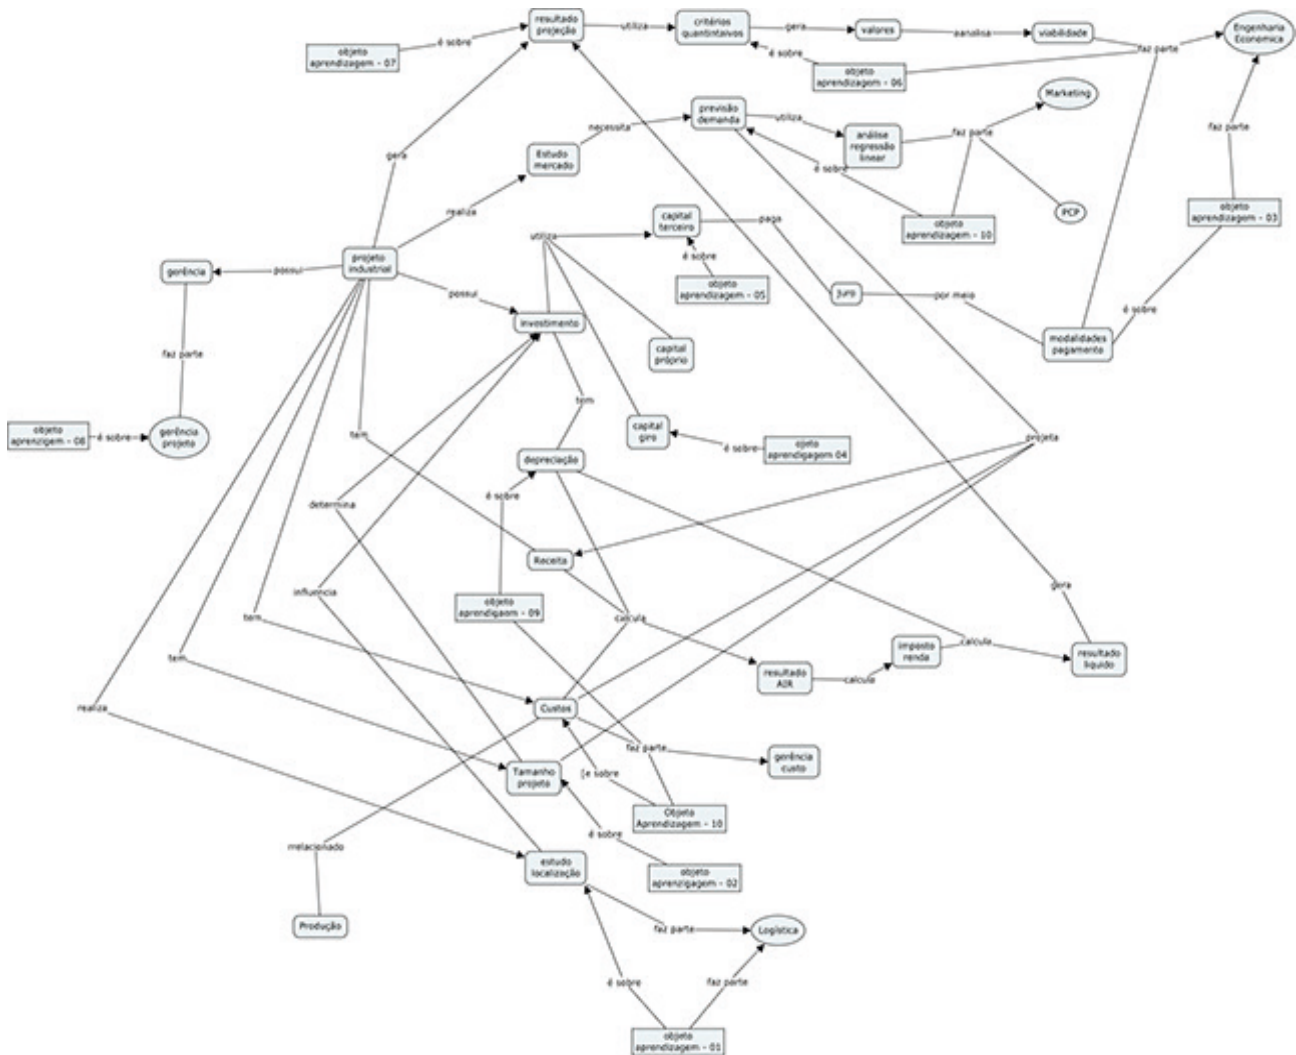 resultado
projeção
utiliza
critérios
quantintaivos
gera
valores
aanalisa
viabilidade
faz parte
Engenharia
Economica
é sobre
objeto
aprendizagem - 07
é sobre
objeto
aprendizagem - 06
Marketing
previsão
demanda
necessita
utiliza
análise
regressão
linear
faz parte
faz parte
gera
Estudo
mercado
é sobre
realiza
PCP
objeto
aprendizagem - 10
objeto
aprendizagem - 03
capital
terceiro
paga
utiliza
é sobre
projeto
industrial
possui
gerência
possui
objeto
aprendizagem - 05
juro
por meio
é sobre
investimento
modalidades
pagamento
capital
próprio
faz parte
tem
objeto
aprenzigem - 08
é sobre
gerência
projeto
tem
capital
giro
é sobre
ojeto
aprendigagem 04
projeta
depreciação
é sobre
determina
Receita
influencia
objeto
aprendigaem - 09
gera
tem
calcula
tem
imposto
renda
calcula
resultado
liquido
resultado
AIR
calcula
realiza
Custos
faz parte
gerência
custo
Tamanho
projeto
[e sobre
Objeto
Aprendizagem - 10
é sobre
rrelacionado
estudo
localização
objeto
aprenzigagem - 02
Produção
faz parte
Logística
é sobre
faz parte
objeto
aprendizagem - 01